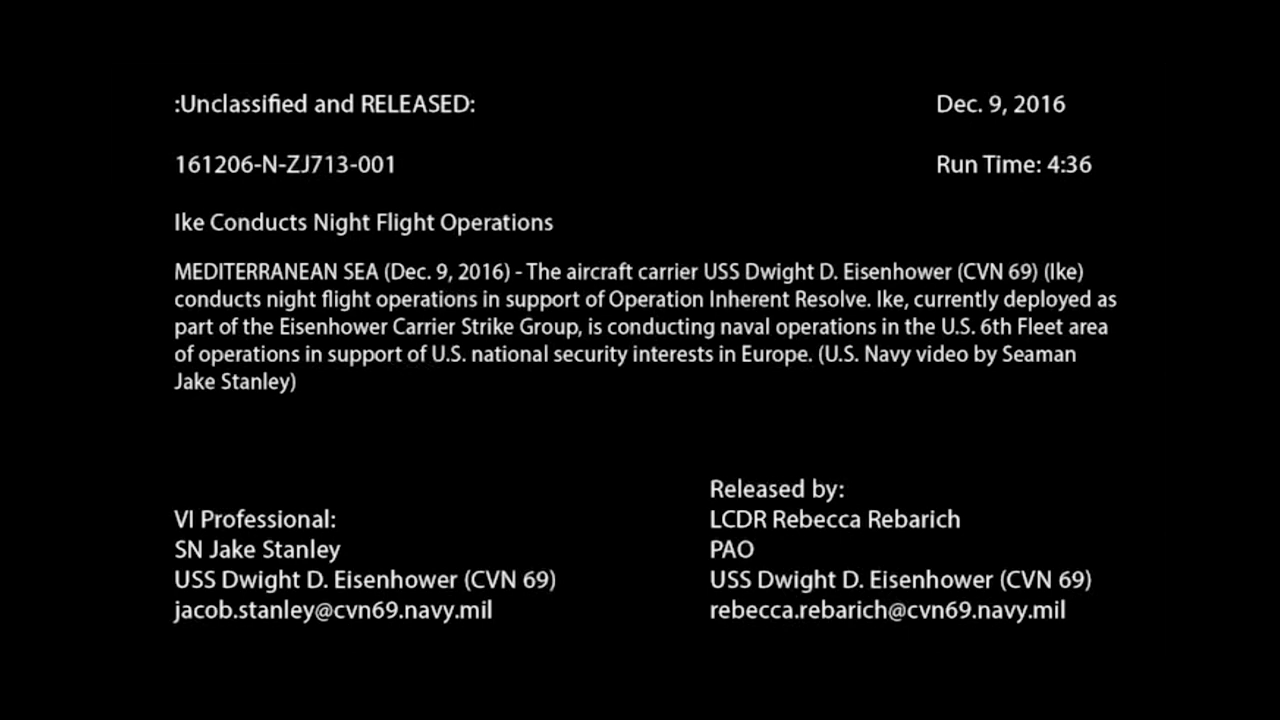 :Unclassified and RELEASED:
Dec. 9, 2016
161206-N-ZJ713-001
Run Time: 4:36
Ike Conducts Night Flight Operations
MEDITERRANEAN SEA (Dec. 9, 2016) - The aircraft carrier USS Dwight D. Eisenhower (CVN 69) (Ike)
conducts night flight operations in support of Operation Inherent Resolve. Ike, currently deployed as
part of the Eisenhower Carrier Strike Group, is conducting naval operations in the U.S. 6th Fleet area
of operations in support of U.S. national security interests in Europe. (U.S. Navy video by Seaman
Jake Stanley)
VI Professional:
SN Jake Stanley
USS Dwight D. Eisenhower (CVN 69)
jacob.stanley@cvn69.navy.mil
Released by:
LCDR Rebecca Rebarich
PAO
USS Dwight D. Eisenhower (CVN 69)
rebecca.rebarich@cvn69.navy.mil